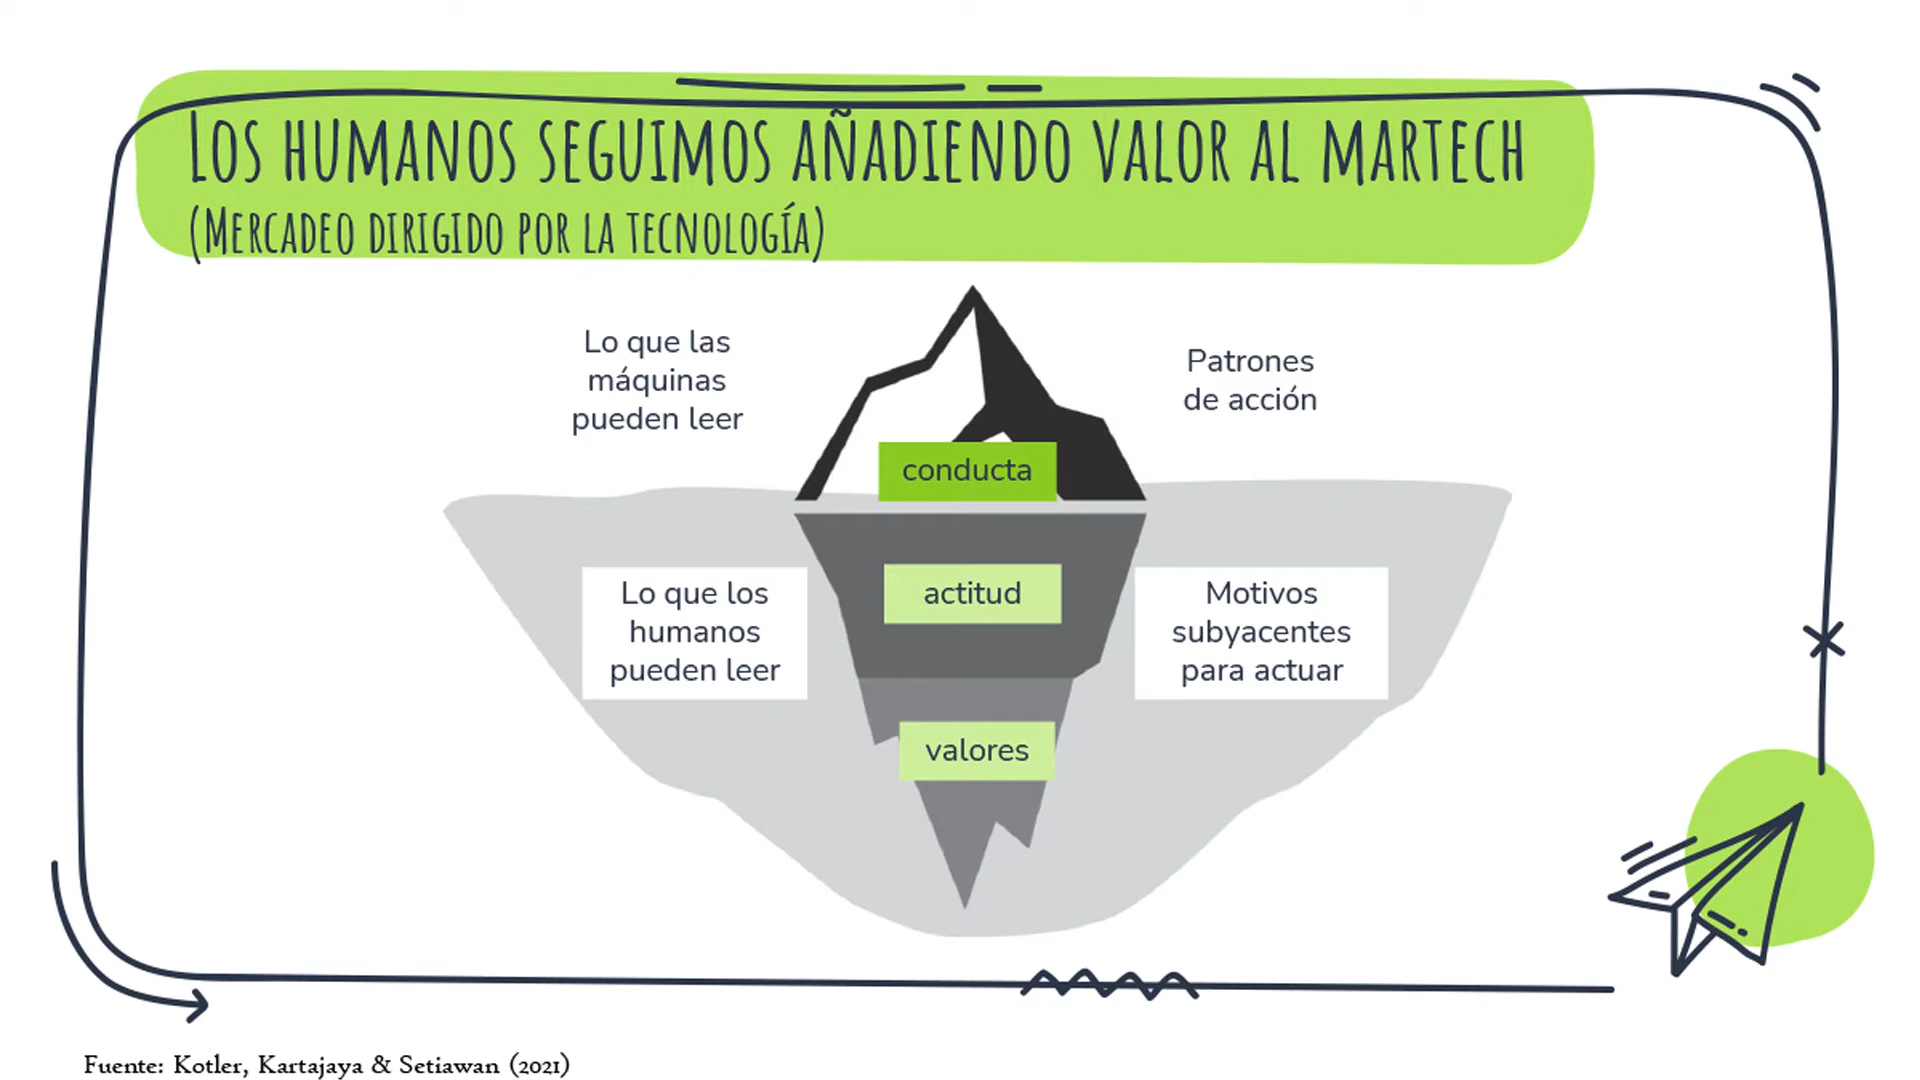 Los humanos seguimos añadiendo valor al martech
(Mercadeo dirigido por la tecnología)
Lo que las
máquinas
pueden leer
Patrones
de acción
conducta
Lo que los
humanos
pueden leer
actitud
Motivos
subyacentes
para actuar
valores
Fuente: Kotler, Kartajaya & Setiawan (2021)